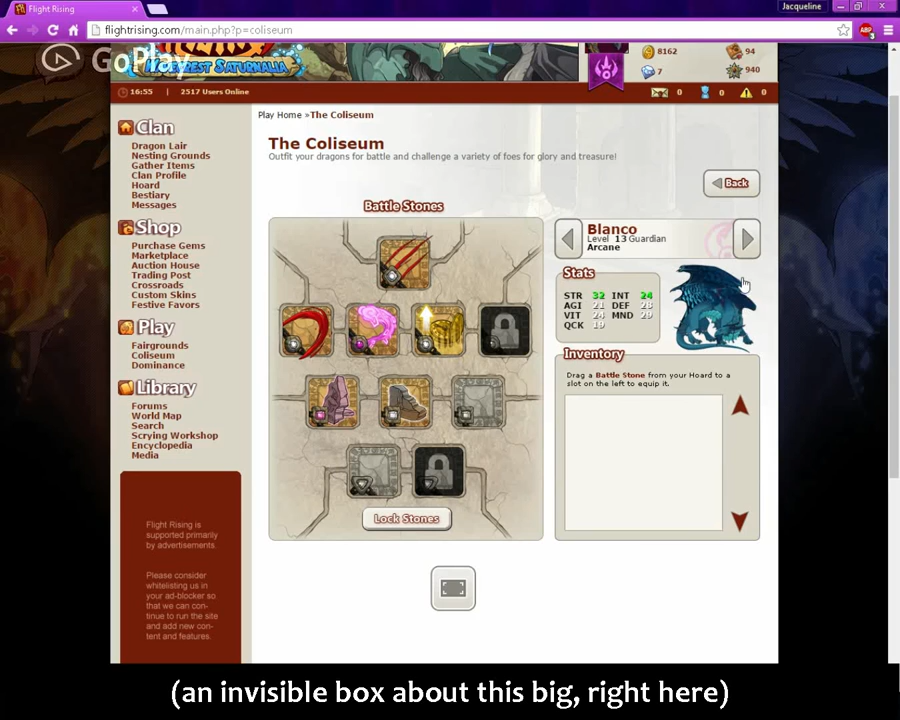 Flight Rising
Jacqueline
flightrising.com/main.php?p=coliseum
GoPlay
8162
94
7
940
16:55 | 2517 Users Online
0 0 0
Play Home »The Coliseum
The Coliseum
Outfit your dragons for battle and challenge a variety of foes for glory and treasure!
Clan
Dragon Lair
Nesting Grounds
Gather Items
Clan Profile
Hoard
Bestiary
Messages
Shop
Purchase Gems
Marketplace
Auction House
Trading Post
Crossroads
Custom Skins
Festive Favors
Play
Fairgrounds
Coliseum
Dominance
Library
Forums
World Map
Search
Scrying Workshop
Encyclopedia
Media
Flight Rising is
supported primarily
by advertisements.
Please consider
whitelisting us in
your ad-blocker so
that we can con-
tinue to run the site
and add new con-
tent and features.
Back
Battle Stones
Lock Stones
Blanco
Level 13 Guardian
Arcane
Stats
STR 32 INT 24
AGI 21 DEF 28
VIT 24 MND 29
QCK 19
Inventory
Drag a Battle Stone from your Hoard to a
slot on the left to equip it.
(an invisible box about this big, right here)